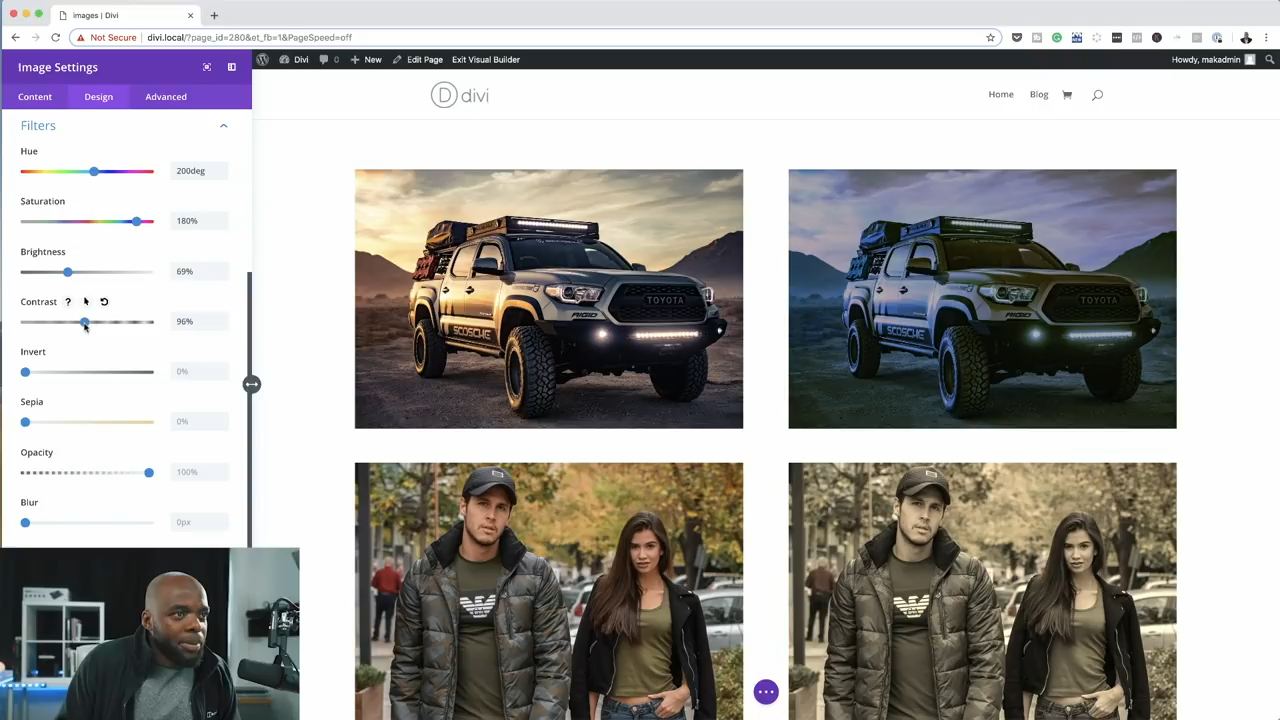 images | Divi
Not Secure divi.local/?page_id=280&et_fb=1&PageSpeed=off
Image Settings
Divi 0 New Edit Page Exit Visual Builder
Howdy, makadmin
Content Design Advanced
D divi
Home Blog
Filters
Hue
200deg
Saturation
180%
Brightness
69%
Contrast ?
96%
Invert
0%
Sepia
0%
Opacity
100%
Blur
0px
TOYOTA
RIGID
SCOSCHE
TOYOTA
RIGID
SCOSCHE